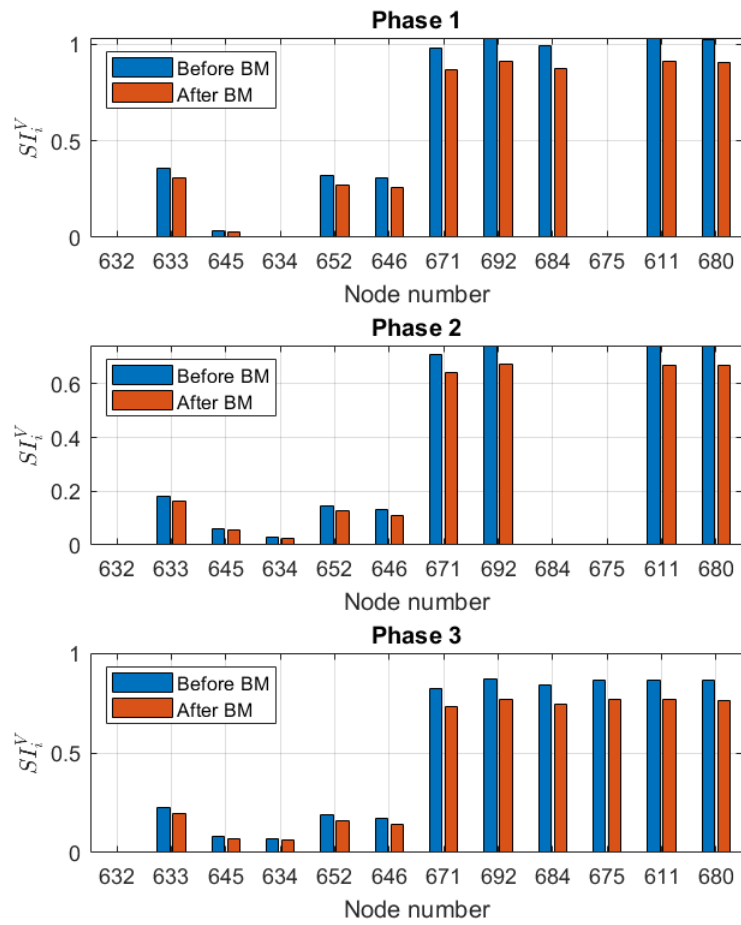 Phase 1
1
Before BM
After BM
0.5
SI_i^V
0
632 633 645 634 652 646 671 692 684 675 611 680
Node number
Phase 2
0.6
Before BM
After BM
0.4
SI_i^V
0.2
0
632 633 645 634 652 646 671 692 684 675 611 680
Node number
Phase 3
1
Before BM
After BM
0.5
SI_i^V
0
632 633 645 634 652 646 671 692 684 675 611 680
Node number